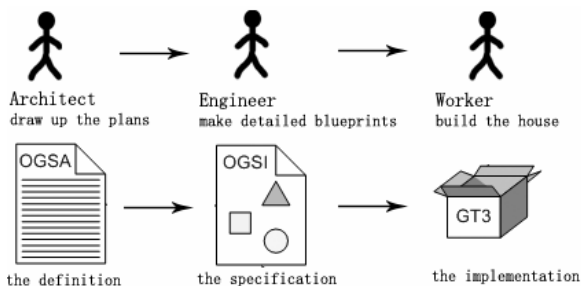 Architect
draw up the plans
Engineer
make detailed blueprints
Worker
build the house
OGSA
OGSI
GT3
the definition
the specification
the implementation